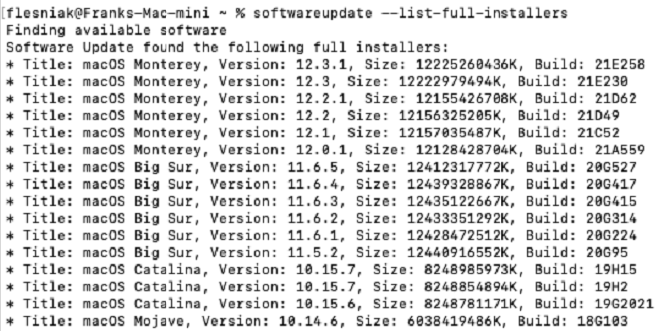 [flesniak@Franks-Mac-mini ~ % softwareupdate --list-full-installers
Finding available software
Software Update found the following full installers:
* Title: macOS Monterey, Version: 12.3.1, Size: 12225260436K, Build: 21E258
* Title: macOS Monterey, Version: 12.3, Size: 12222979494K, Build: 21E230
* Title: macOS Monterey, Version: 12.2.1, Size: 12155426708K, Build: 21D62
* Title: macOS Monterey, Version: 12.2, Size: 12156325205K, Build: 21D49
* Title: macOS Monterey, Version: 12.1, Size: 12157035487K, Build: 21C52
* Title: macOS Monterey, Version: 12.0.1, Size: 12128428704K, Build: 21A559
* Title: macOS Big Sur, Version: 11.6.5, Size: 12412317772K, Build: 20G527
* Title: macOS Big Sur, Version: 11.6.4, Size: 12439328867K, Build: 20G417
* Title: macOS Big Sur, Version: 11.6.3, Size: 12435122667K, Build: 20G415
* Title: macOS Big Sur, Version: 11.6.2, Size: 12433351292K, Build: 20G314
* Title: macOS Big Sur, Version: 11.6.1, Size: 12428472512K, Build: 20G224
* Title: macOS Big Sur, Version: 11.5.2, Size: 12440916552K, Build: 20G95
* Title: macOS Catalina, Version: 10.15.7, Size: 8248985973K, Build: 19H15
* Title: macOS Catalina, Version: 10.15.7, Size: 8248854894K, Build: 19H2
* Title: macOS Catalina, Version: 10.15.6, Size: 8248781171K, Build: 19G2021
* Title: macOS Mojave, Version: 10.14.6, Size: 6038419486K, Build: 18G103